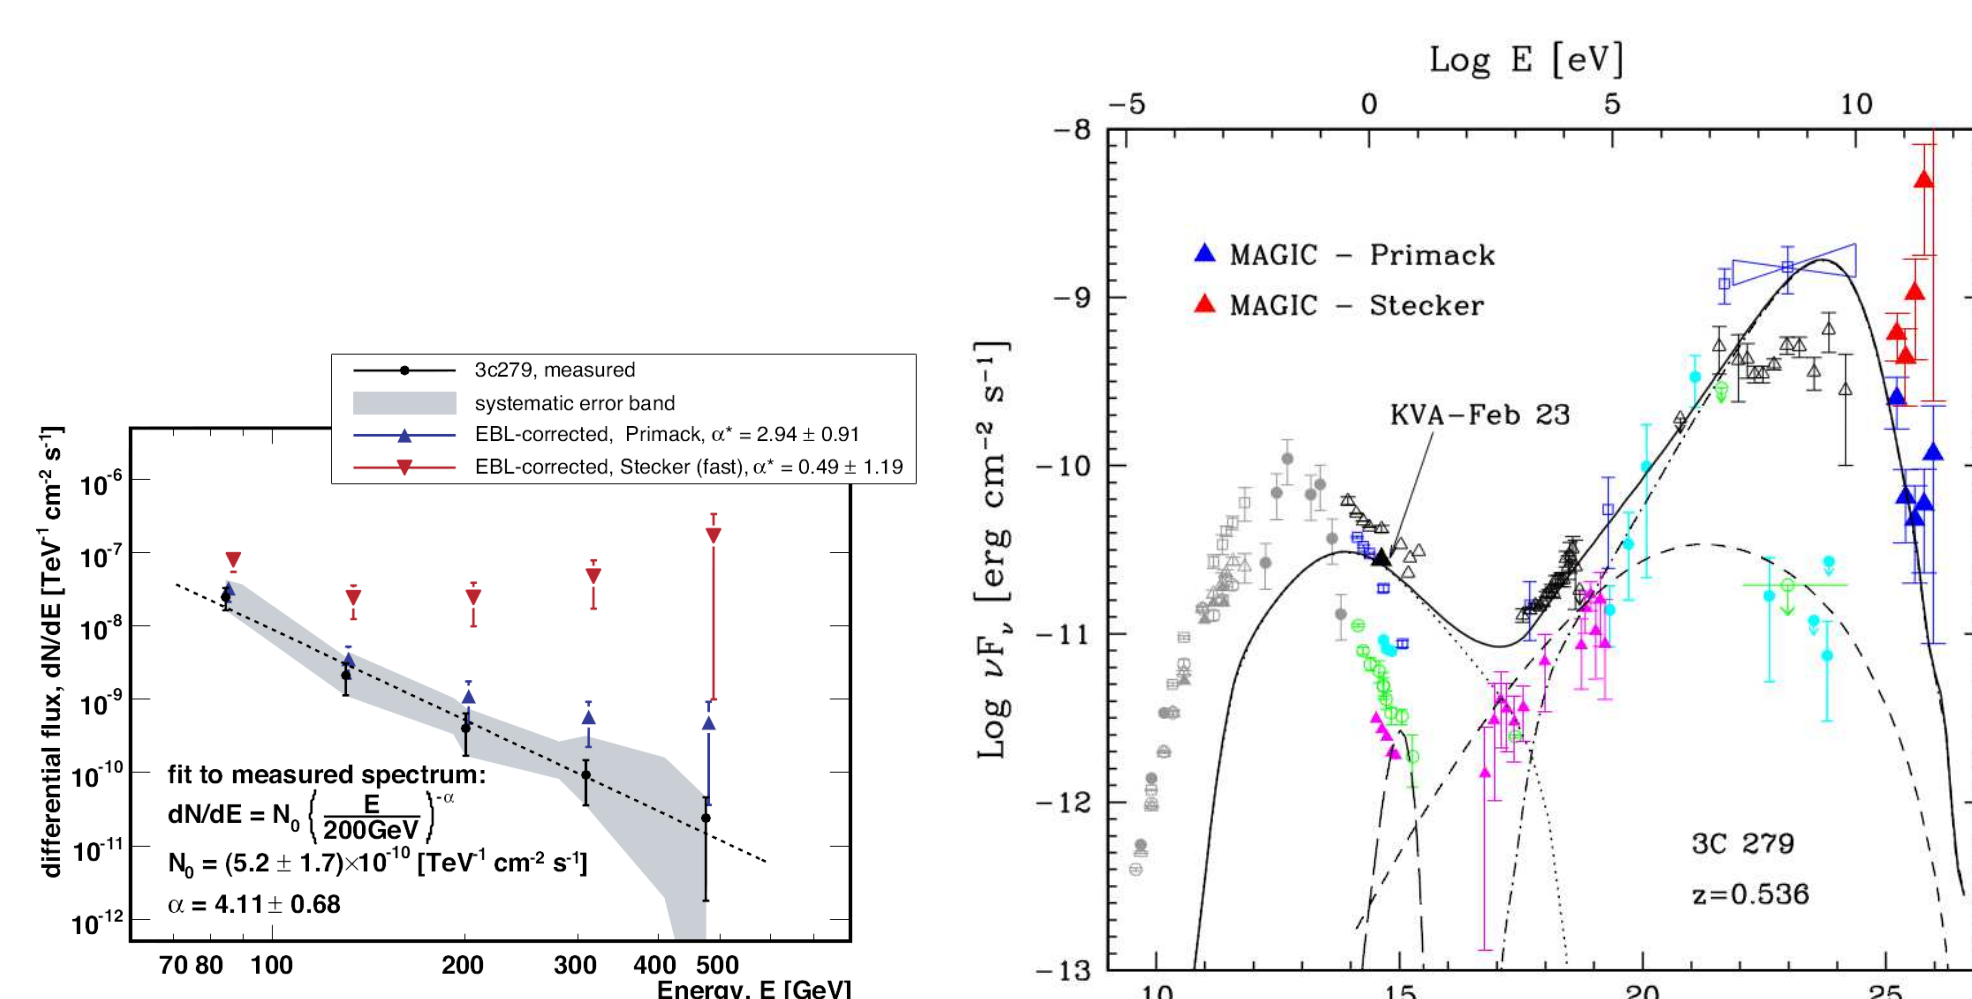 3c279, measured
systematic error band
EBL-corrected, Primack, α* = 2.94 ± 0.91
EBL-corrected, Stecker (fast), α* = 0.49 ± 1.19
differential flux, dN/dE [TeV⁻¹ cm⁻² s⁻¹]
10⁻⁶
10⁻⁷
10⁻⁸
10⁻⁹
10⁻¹⁰
10⁻¹¹
10⁻¹²
fit to measured spectrum:
dN/dE = N₀ (E / 200GeV)^-α
N₀ = (5.2 ± 1.7)×10⁻¹⁰ [TeV⁻¹ cm⁻² s⁻¹]
α = 4.11± 0.68
70 80 100 200 300 400 500
Energy, E [GeV]
Log E [eV]
-5 0 5 10
Log νFν [erg cm⁻² s⁻¹]
-8
-9
-10
-11
-12
-13
MAGIC - Primack
MAGIC - Stecker
KVA-Feb 23
3C 279
z=0.536
10 15 20 25